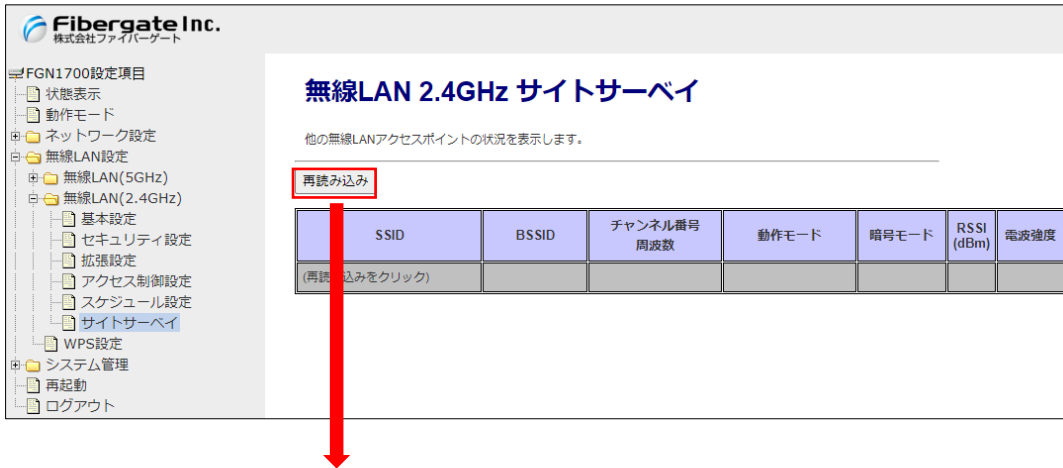 Fibergate Inc.
株式会社ファイバーゲート
FGN1700設定項目
状態表示
動作モード
ネットワーク設定
無線LAN設定
無線LAN(5GHz)
無線LAN(2.4GHz)
基本設定
セキュリティ設定
拡張設定
アクセス制御設定
スケジュール設定
サイトサーベイ
WPS設定
システム管理
再起動
ログアウト
無線LAN 2.4GHz サイトサーベイ
他の無線LANアクセスポイントの状況を表示します。
再読み込み
SSID BSSID チャンネル番号 周波数 動作モード 暗号モード RSSI (dBm) 電波強度
(再読み込みをクリック)